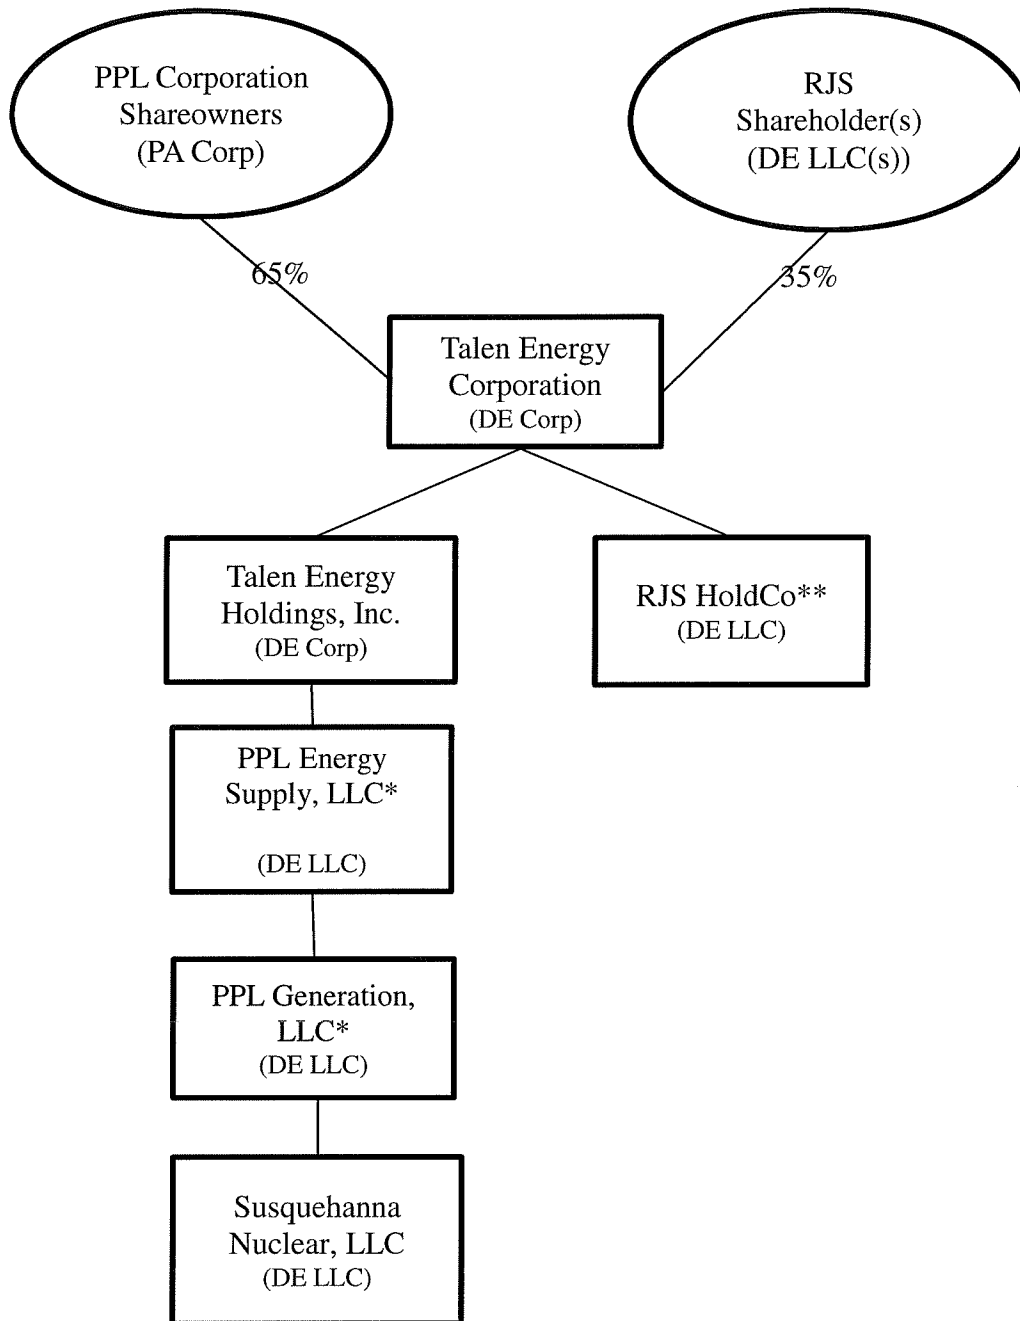 PPL Corporation
Shareowners
(PA Corp)
RJS
Shareholder(s)
(DE LLC(s))
65%
35%
Talen Energy
Corporation
(DE Corp)
Talen Energy
Holdings, Inc.
(DE Corp)
RJS HoldCo**
(DE LLC)
PPL Energy
Supply, LLC*
(DE LLC)
PPL Generation,
LLC*
(DE LLC)
Susquehanna
Nuclear, LLC
(DE LLC)